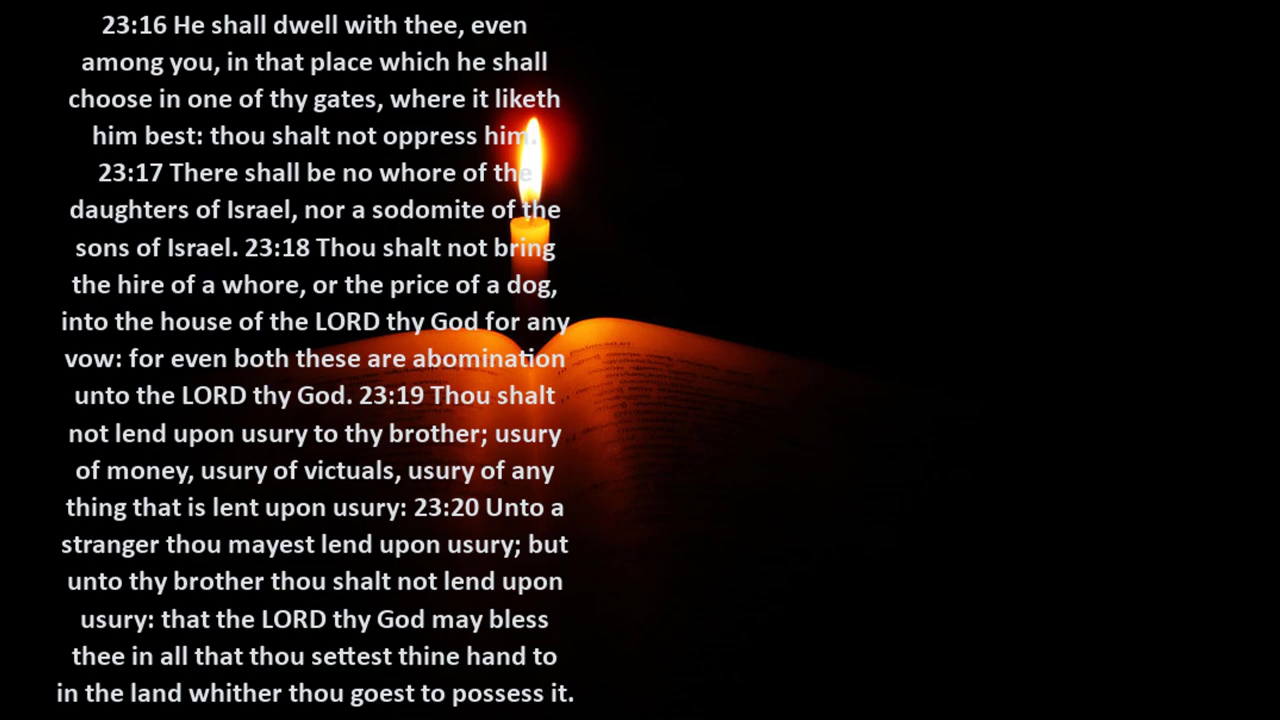 23:16 He shall dwell with thee, even
among you, in that place which he shall
choose in one of thy gates, where it liketh
him best: thou shalt not oppress him.
23:17 There shall be no whore of the
daughters of Israel, nor a sodomite of the
sons of Israel. 23:18 Thou shalt not bring
the hire of a whore, or the price of a dog,
into the house of the LORD thy God for any
vow: for even both these are abomination
unto the LORD thy God. 23:19 Thou shalt
not lend upon usury to thy brother; usury
of money, usury of victuals, usury of any
thing that is lent upon usury: 23:20 Unto a
stranger thou mayest lend upon usury; but
unto thy brother thou shalt not lend upon
usury: that the LORD thy God may bless
thee in all that thou settest thine hand to
in the land whither thou goest to possess it.